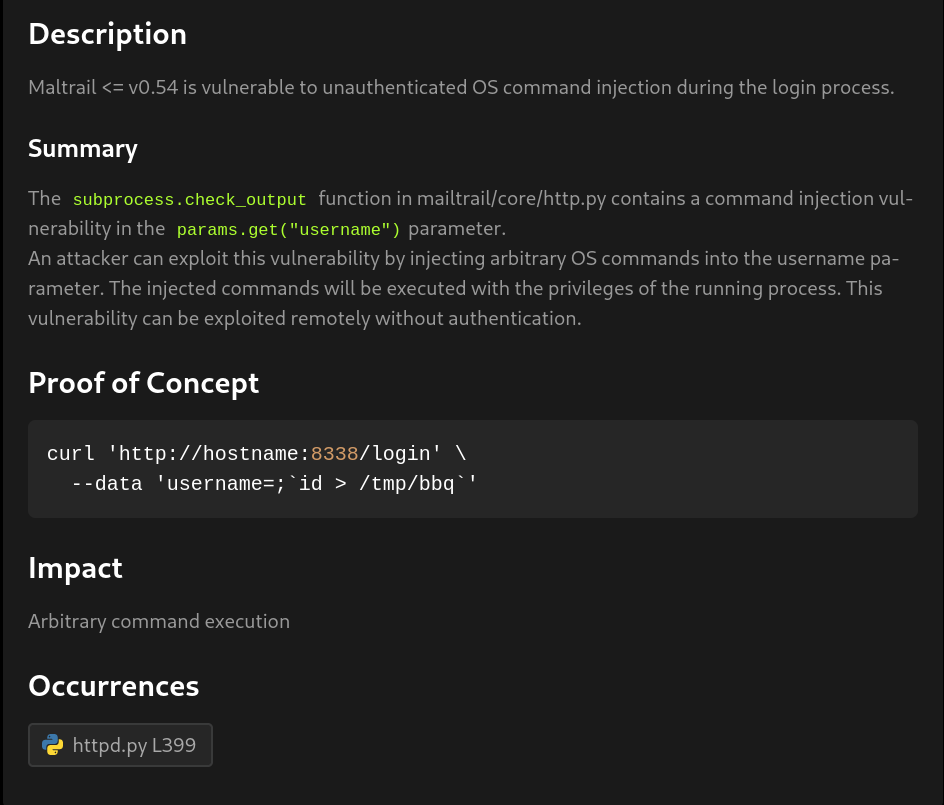 Description
Maltrail <= v0.54 is vulnerable to unauthenticated OS command injection during the login process.
Summary
The subprocess.check_output function in mailtrail/core/http.py contains a command injection vul-
nerability in the params.get("username") parameter.
An attacker can exploit this vulnerability by injecting arbitrary OS commands into the username pa-
rameter. The injected commands will be executed with the privileges of the running process. This
vulnerability can be exploited remotely without authentication.
Proof of Concept
curl 'http://hostname:8338/login' \
  --data 'username=;`id > /tmp/bbq`'
Impact
Arbitrary command execution
Occurrences
httpd.py L399